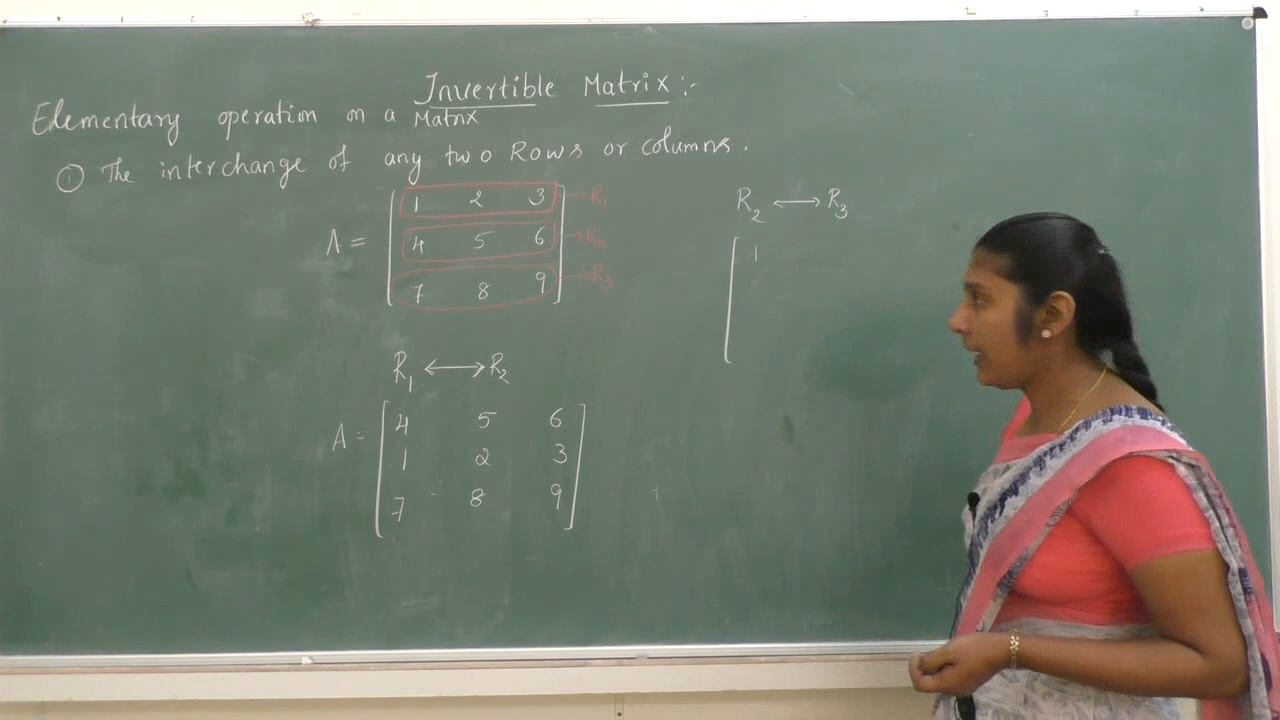 Invertible Matrix :-
Elementary operation on a Matrix
① The interchange of any two Rows or columns.
A = [ 1 2 3 ] → R1
[ 4 5 6 ] → R2
[ 7 8 9 ] → R3
R1 ⟷ R2
A = [ 4 5 6
1 2 3
7 8 9 ]
R2 ⟷ R3
[ 1